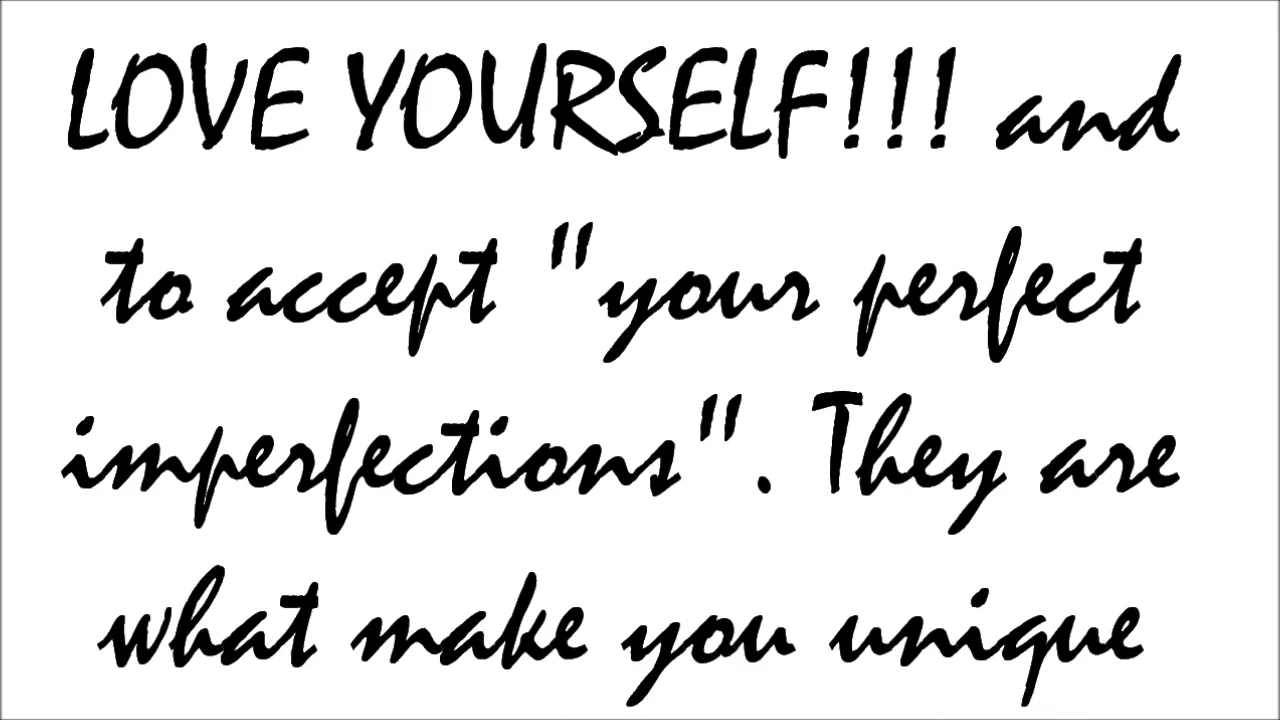 LOVE YOURSELF!!! and
to accept "your perfect
imperfections". They are
what make you unique